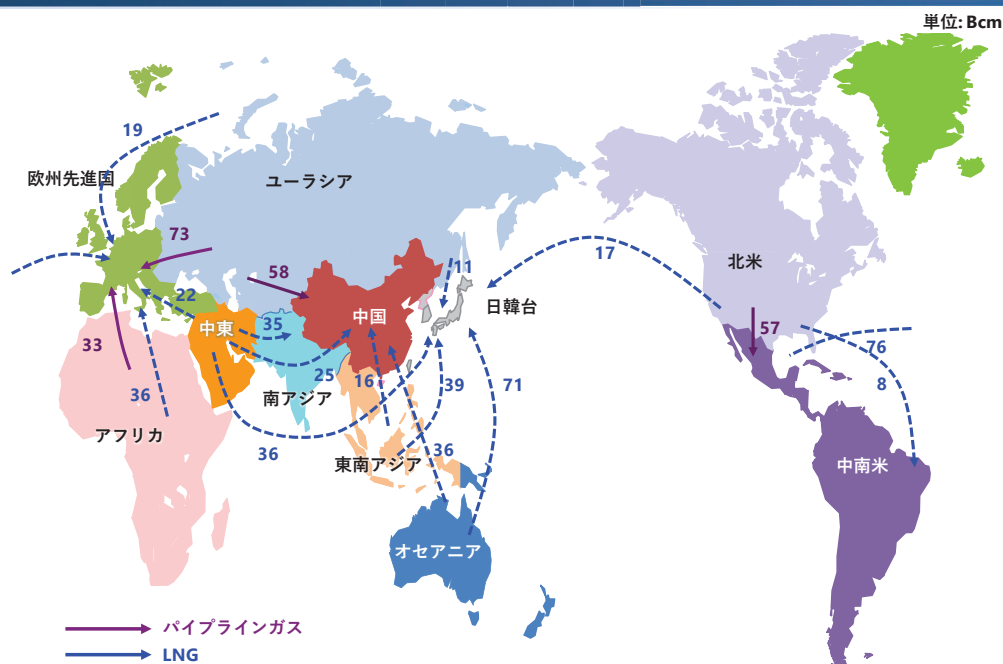 単位: Bcm
19
欧州先進国
ユーラシア
73
17
北米
58
11
22
日韓台
中国
中東
35
57
33
76
25
16
39
71
8
36
南アジア
アフリカ
36
36
東南アジア
中南米
オセアニア
パイプラインガス
LNG